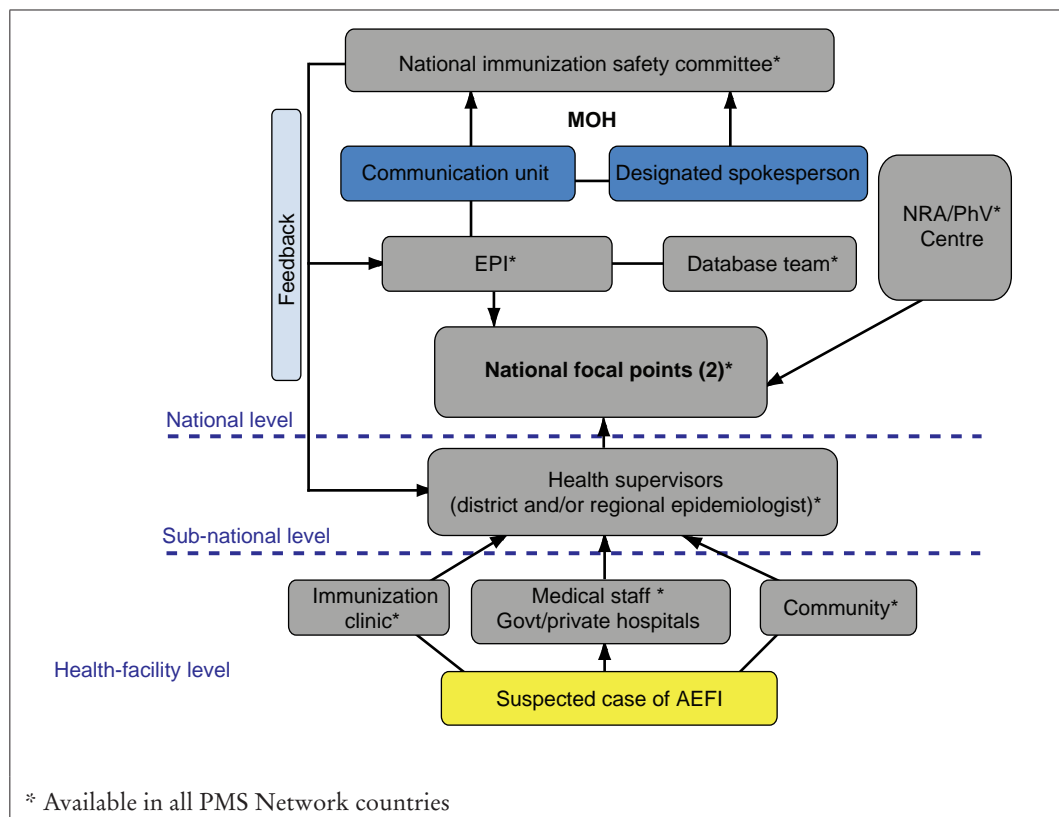 National immunization safety committee*
MOH
Communication unit
Designated spokesperson
NRA/PhV*
Centre
Feedback
EPI*
Database team*
National focal points (2)*
National level
Health supervisors
(district and/or regional epidemiologist)*
Sub-national level
Immunization
clinic*
Medical staff *
Govt/private hospitals
Community*
Health-facility level
Suspected case of AEFI
* Available in all PMS Network countries